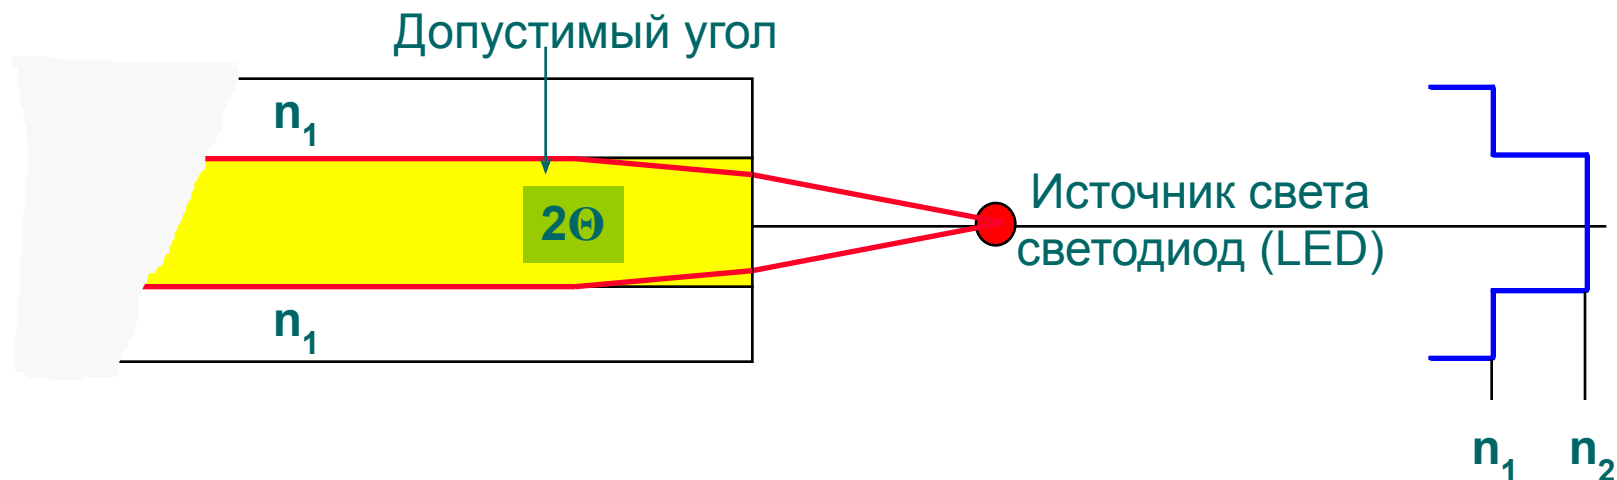 Допустимый угол
n₁
2Θ
n₁
Источник света
светодиод (LED)
n₁ n₂